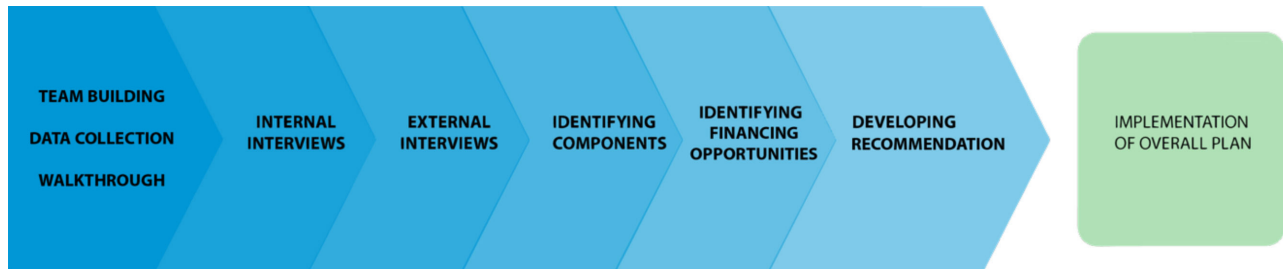 TEAM BUILDING
DATA COLLECTION
WALKTHROUGH
INTERNAL
INTERVIEWS
EXTERNAL
INTERVIEWS
IDENTIFYING
COMPONENTS
IDENTIFYING
FINANCING
OPPORTUNITIES
DEVELOPING
RECOMMENDATION
IMPLEMENTATION
OF OVERALL PLAN